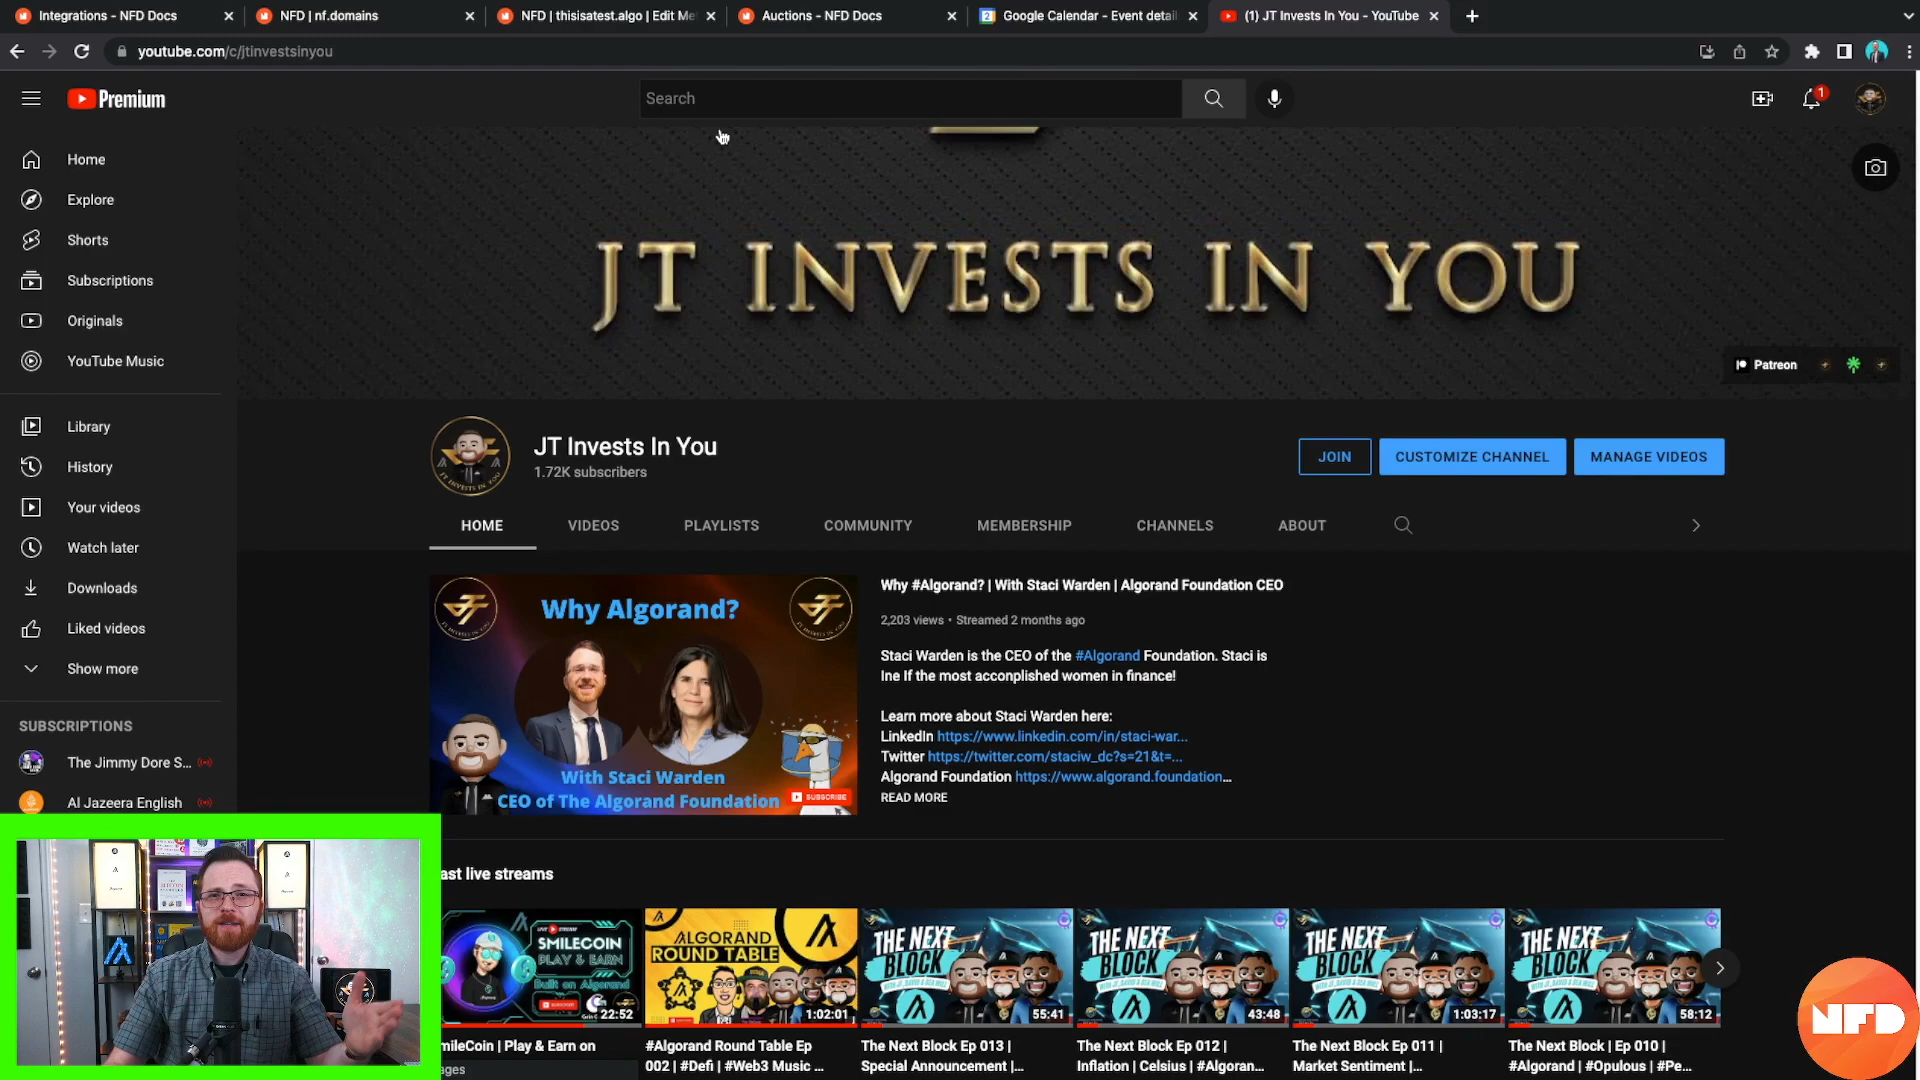 Integrations - NFD Docs
NFD | nf.domains
NFD | thisisatest.algo | Edit Me
Auctions - NFD Docs
Google Calendar - Event detail
(1) JT Invests In You - YouTube
youtube.com/c/jtinvestsinyou
Premium
Search
1
Home
Explore
Shorts
Subscriptions
Originals
YouTube Music
Library
History
Your videos
Watch later
Downloads
Liked videos
Show more
SUBSCRIPTIONS
The Jimmy Dore S...
Al Jazeera English
JT INVESTS IN YOU
Patreon
JT Invests In You
1.72K subscribers
JOIN
CUSTOMIZE CHANNEL
MANAGE VIDEOS
HOME
VIDEOS
PLAYLISTS
COMMUNITY
MEMBERSHIP
CHANNELS
ABOUT
Why Algorand?
With Staci Warden
CEO of The Algorand Foundation
SUBSCRIBE
Why #Algorand? | With Staci Warden | Algorand Foundation CEO
2,203 views • Streamed 2 months ago
Staci Warden is the CEO of the #Algorand Foundation. Staci is
Ine If the most acconplished women in finance!
Learn more about Staci Warden here:
LinkedIn https://www.linkedin.com/in/staci-war...
Twitter https://twitter.com/staciw_dc?s=21&t=...
Algorand Foundation https://www.algorand.foundation...
READ MORE
ast live streams
SMILECOIN
PLAY & EARN
Built on Algorand
22:52
ALGORAND
ROUND TABLE
1:02:01
THE NEXT
BLOCK
55:41
THE NEXT
BLOCK
43:48
THE NEXT
BLOCK
1:03:17
THE NEXT
BLOCK
58:12
mileCoin | Play & Earn on
ages
#Algorand Round Table Ep
002 | #Defi | #Web3 Music ...
The Next Block Ep 013 |
Special Announcement |...
The Next Block Ep 012 |
Inflation | Celsius | #Algoran...
The Next Block Ep 011 |
Market Sentiment |...
The Next Block | Ep 010 |
#Algorand | #Opulous | #Pe...
NFD